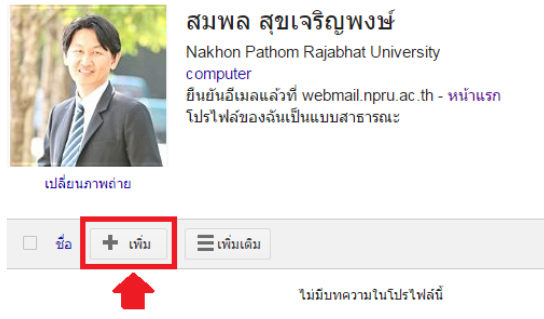 สมพล สุขเจริญพงษ์
Nakhon Pathom Rajabhat University
computer
ยืนยันอีเมลแล้วที่ webmail.npru.ac.th - หน้าแรก
โปรไฟล์ของฉันเป็นแบบสาธารณะ
เปลี่ยนภาพถ่าย
ชื่อ เพิ่ม เพิ่มเติม
ไม่มีบทความในโปรไฟล์นี้